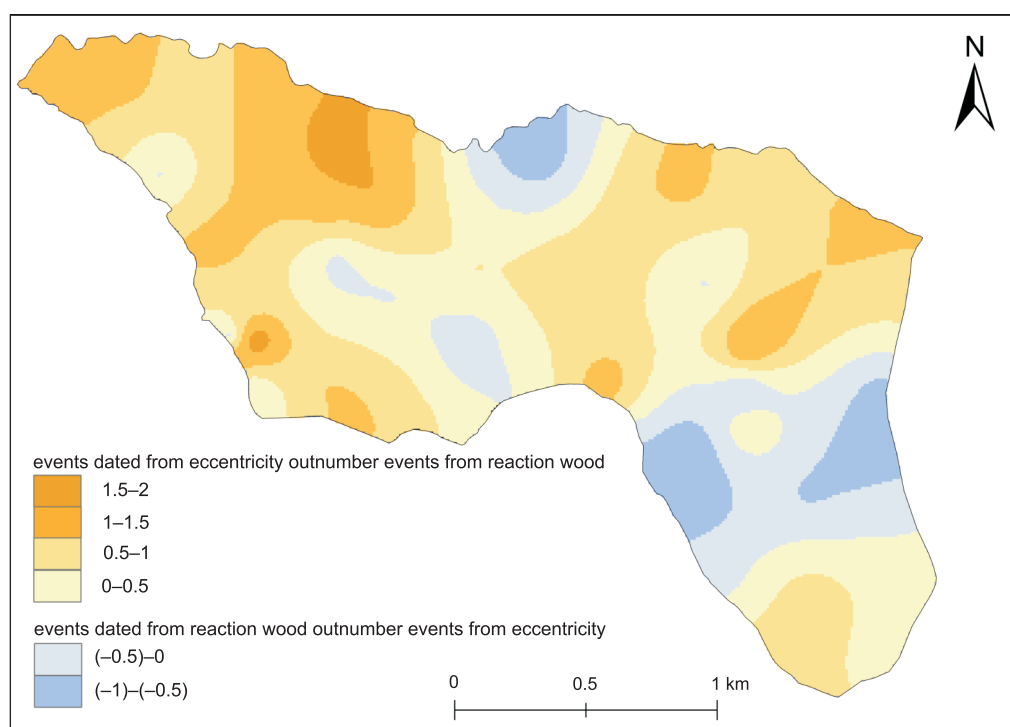 N
events dated from eccentricity outnumber events from reaction wood
1.5–2
1–1.5
0.5–1
0–0.5
events dated from reaction wood outnumber events from eccentricity
(–0.5)–0
(–1)–(–0.5)
0 0.5 1 km